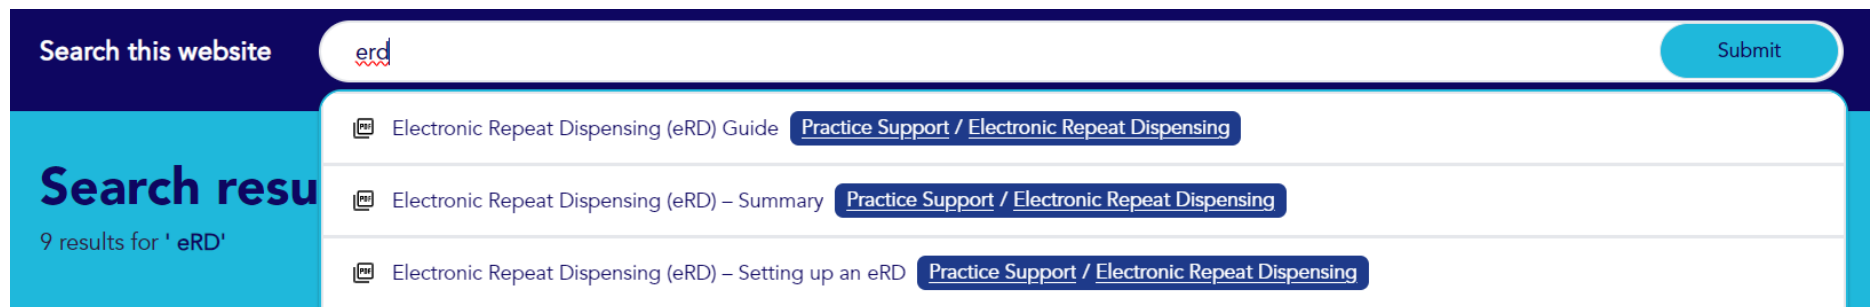 Search this website
erd
Submit
Electronic Repeat Dispensing (eRD) Guide Practice Support / Electronic Repeat Dispensing
Electronic Repeat Dispensing (eRD) – Summary Practice Support / Electronic Repeat Dispensing
Electronic Repeat Dispensing (eRD) – Setting up an eRD Practice Support / Electronic Repeat Dispensing
Search resu
9 results for ' eRD'